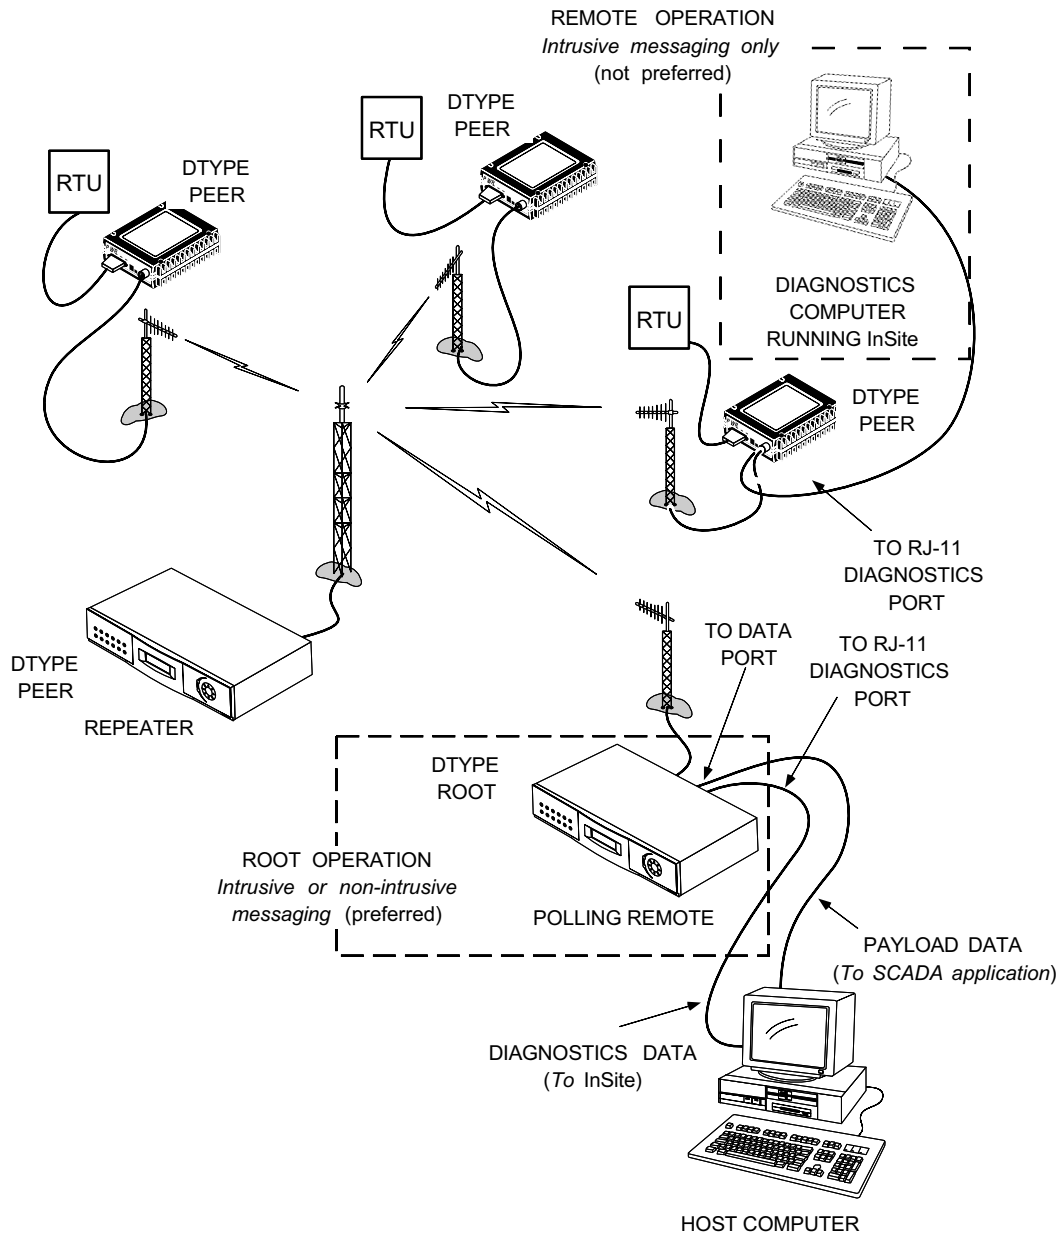 REMOTE OPERATION
Intrusive messaging only
(not preferred)
DTYPE
PEER
RTU
DTYPE
PEER
RTU
DIAGNOSTICS
COMPUTER
RUNNING InSite
RTU
DTYPE
PEER
TO RJ-11
DIAGNOSTICS
PORT
DTYPE
PEER
REPEATER
TO DATA
PORT
TO RJ-11
DIAGNOSTICS
PORT
DTYPE
ROOT
ROOT OPERATION
Intrusive or non-intrusive
messaging (preferred)
POLLING REMOTE
PAYLOAD DATA
(To SCADA application)
DIAGNOSTICS DATA
(To InSite)
HOST COMPUTER